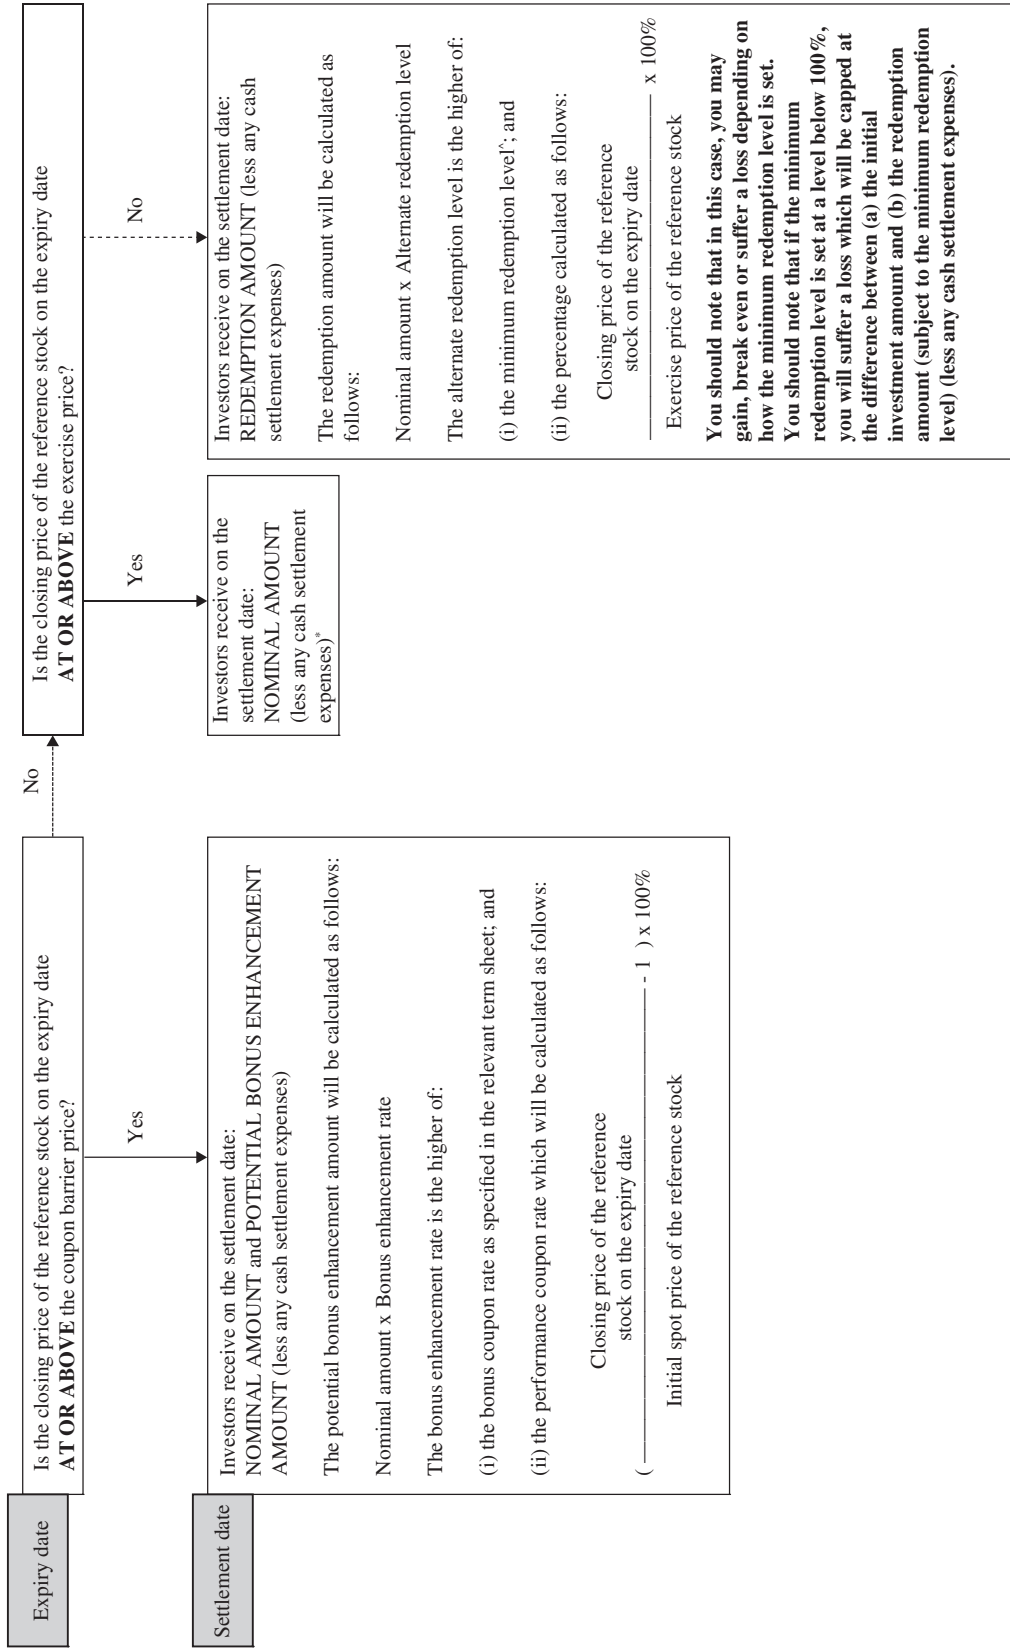 Expiry date
Is the closing price of the reference stock on the expiry date
AT OR ABOVE the coupon barrier price?
No
Is the closing price of the reference stock on the expiry date
AT OR ABOVE the exercise price?
Yes
Yes
No
Settlement date
Investors receive on the settlement date:
NOMINAL AMOUNT and POTENTIAL BONUS ENHANCEMENT
AMOUNT (less any cash settlement expenses)
The potential bonus enhancement amount will be calculated as follows:
Nominal amount x Bonus enhancement rate
The bonus enhancement rate is the higher of:
(i) the bonus coupon rate as specified in the relevant term sheet; and
(ii) the performance coupon rate which will be calculated as follows:
Closing price of the reference
stock on the expiry date
( - 1 ) x 100%
Initial spot price of the reference stock
Investors receive on the
settlement date:
NOMINAL AMOUNT
(less any cash settlement
expenses)*
Investors receive on the settlement date:
REDEMPTION AMOUNT (less any cash
settlement expenses)
The redemption amount will be calculated as
follows:
Nominal amount x Alternate redemption level
The alternate redemption level is the higher of:
(i) the minimum redemption level^; and
(ii) the percentage calculated as follows:
Closing price of the reference
stock on the expiry date
x 100%
Exercise price of the reference stock
You should note that in this case, you may
gain, break even or suffer a loss depending on
how the minimum redemption level is set.
You should note that if the minimum
redemption level is set at a level below 100%,
you will suffer a loss which will be capped at
the difference between (a) the initial
investment amount and (b) the redemption
amount (subject to the minimum redemption
level) (less any cash settlement expenses).